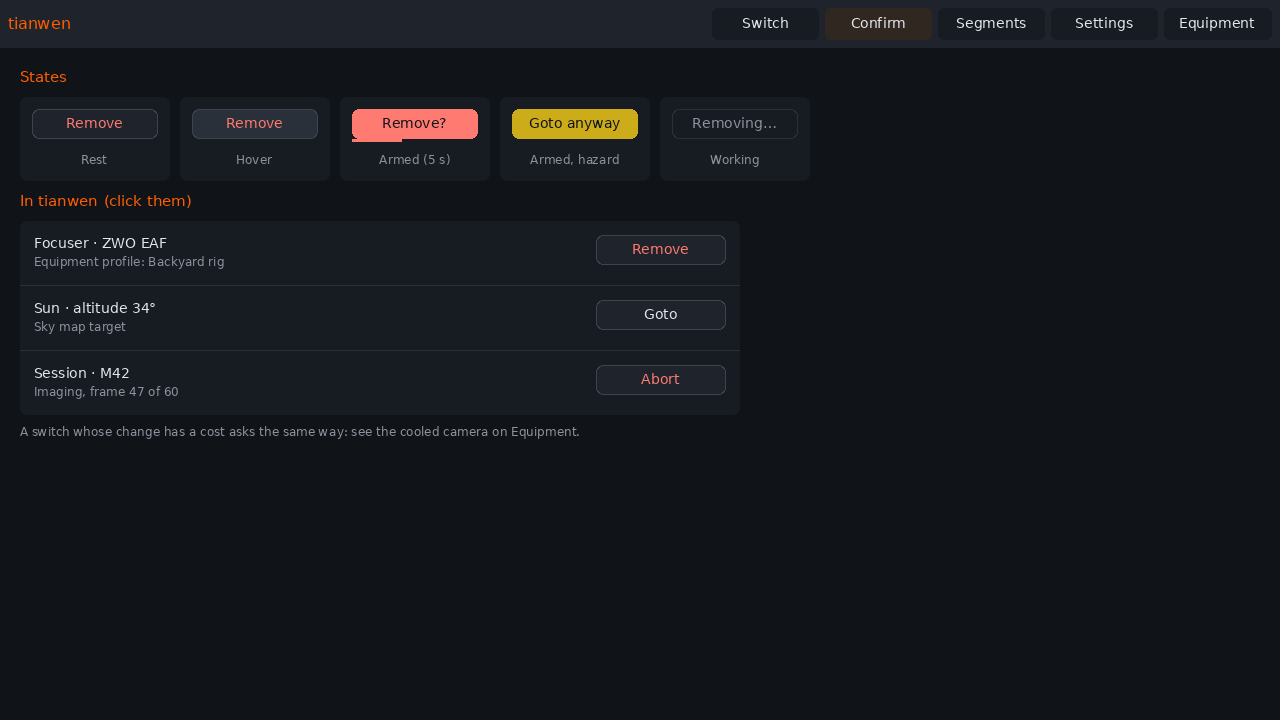 tianwen
Switch
Confirm
Segments
Settings
Equipment
States
Remove
Remove
Remove?
Goto anyway
Removing…
Rest
Hover
Armed (5 s)
Armed, hazard
Working
In tianwen (click them)
Focuser · ZWO EAF
Equipment profile: Backyard rig
Remove
Sun · altitude 34°
Sky map target
Goto
Session · M42
Imaging, frame 47 of 60
Abort
A switch whose change has a cost asks the same way: see the cooled camera on Equipment.